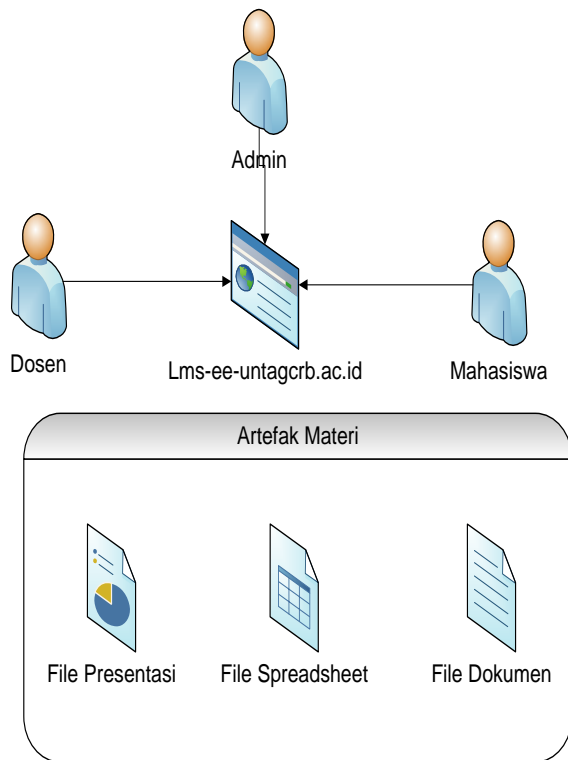 Admin
Dosen
Lms-ee-untagcrb.ac.id
Mahasiswa
Artefak Materi
File Presentasi
File Spreadsheet
File Dokumen